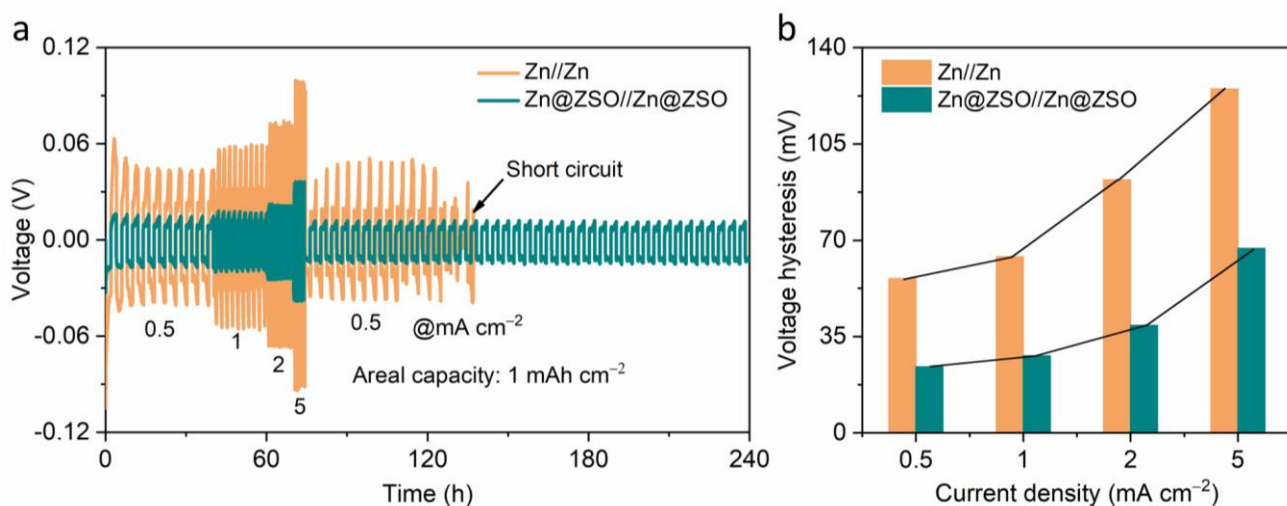 a
0.12
0.06
0.00
-0.06
-0.12
Voltage (V)
Zn//Zn
Zn@ZSO//Zn@ZSO
Short circuit
0.5
1
2
5
0.5
@mA cm⁻²
Areal capacity: 1 mAh cm⁻²
0
60
120
180
240
Time (h)
b
140
105
70
35
0
Voltage hysteresis (mV)
Zn//Zn
Zn@ZSO//Zn@ZSO
0.5
1
2
5
Current density (mA cm⁻²)